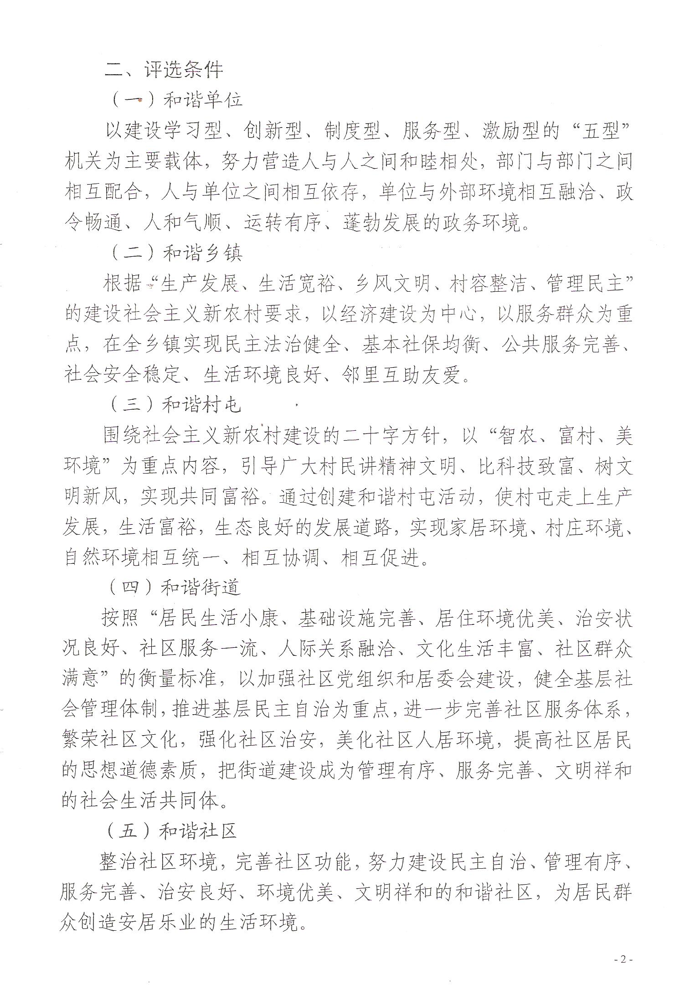 二、评选条件
（一）和谐单位
以建设学习型、创新型、制度型、服务型、激励型的“五型”
机关为主要载体，努力营造人与人之间和睦相处，部门与部门之间
相互配合，人与单位之间相互依存，单位与外部环境相互融洽、政
令畅通、人和气顺、运转有序、蓬勃发展的政务环境。
（二）和谐乡镇
根据“生产发展、生活宽裕、乡风文明、村容整洁、管理民主”
的建设社会主义新农村要求，以经济建设为中心，以服务群众为重
点，在全乡镇实现民主法治健全、基本社保均衡、公共服务完善、
社会安全稳定、生活环境良好、邻里互助友爱。
（三）和谐村屯
围绕社会主义新农村建设的二十字方针，以“智农、富村、美
环境”为重点内容，引导广大村民讲精神文明、比科技致富、树文
明新风，实现共同富裕。通过创建和谐村屯活动，使村屯走上生产
发展，生活富裕，生态良好的发展道路，实现家居环境、村庄环境、
自然环境相互统一、相互协调、相互促进。
（四）和谐街道
按照“居民生活小康、基础设施完善、居住环境优美、治安状
况良好、社区服务一流、人际关系融洽、文化生活丰富、社区群众
满意”的衡量标准，以加强社区党组织和居委会建设，健全基层社
会管理体制，推进基层民主自治为重点，进一步完善社区服务体系，
繁荣社区文化，强化社区治安，美化社区人居环境，提高社区居民
的思想道德素质，把街道建设成为管理有序、服务完善、文明祥和
的社会生活共同体。
（五）和谐社区
整治社区环境，完善社区功能，努力建设民主自治、管理有序、
服务完善、治安良好、环境优美、文明祥和的和谐社区，为居民群
众创造安居乐业的生活环境。
- 2 -